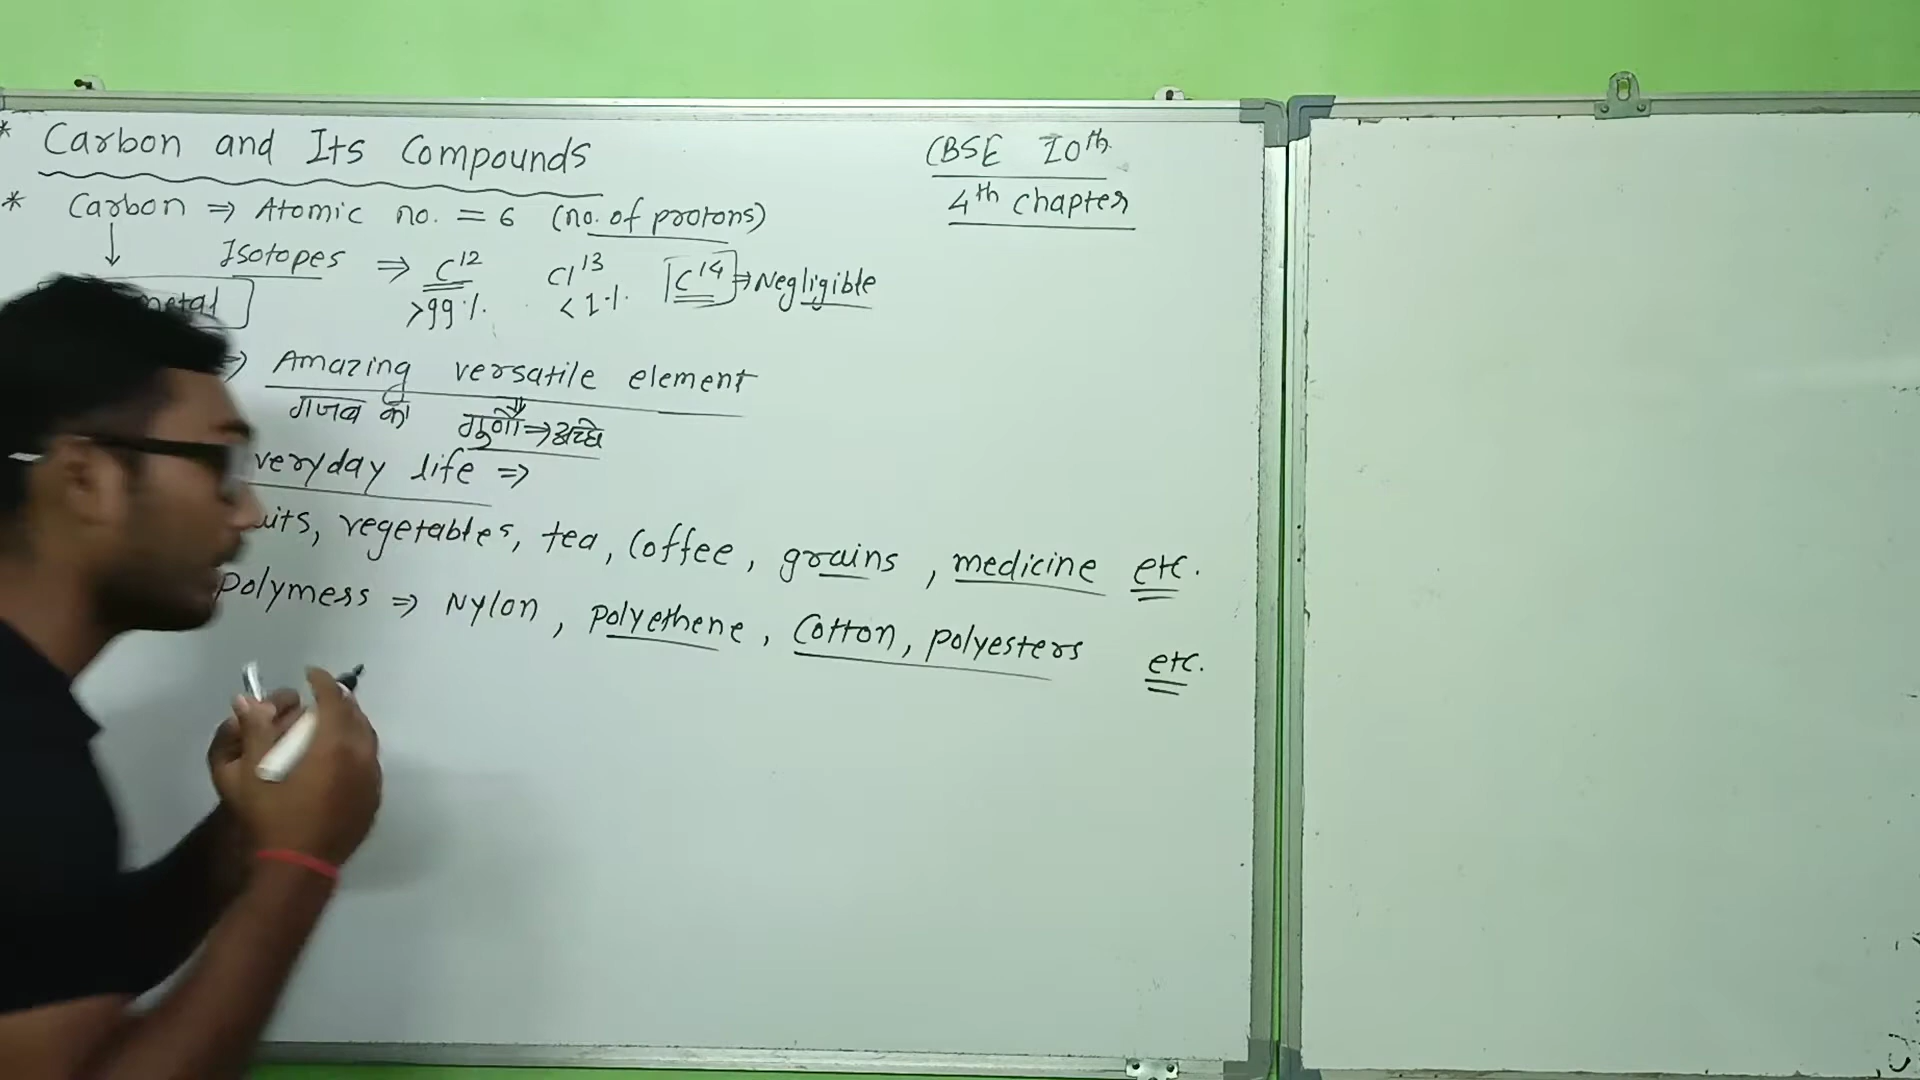 * Carbon and Its Compounds
CBSE 10th
4th chapter
* Carbon ⇒ Atomic no. = 6 (no. of protons)
↓ Isotopes ⇒ C12 C13 C14 ⇒ Negligible
metal >99% <1%
⇒ Amazing versatile element
गजब का गुणों ⇒ अच्छे
veryday life ⇒
uits, vegetables, tea, Coffee, grains, medicine etc.
polymess ⇒ Nylon, polyethene, Cotton, polyesters etc.